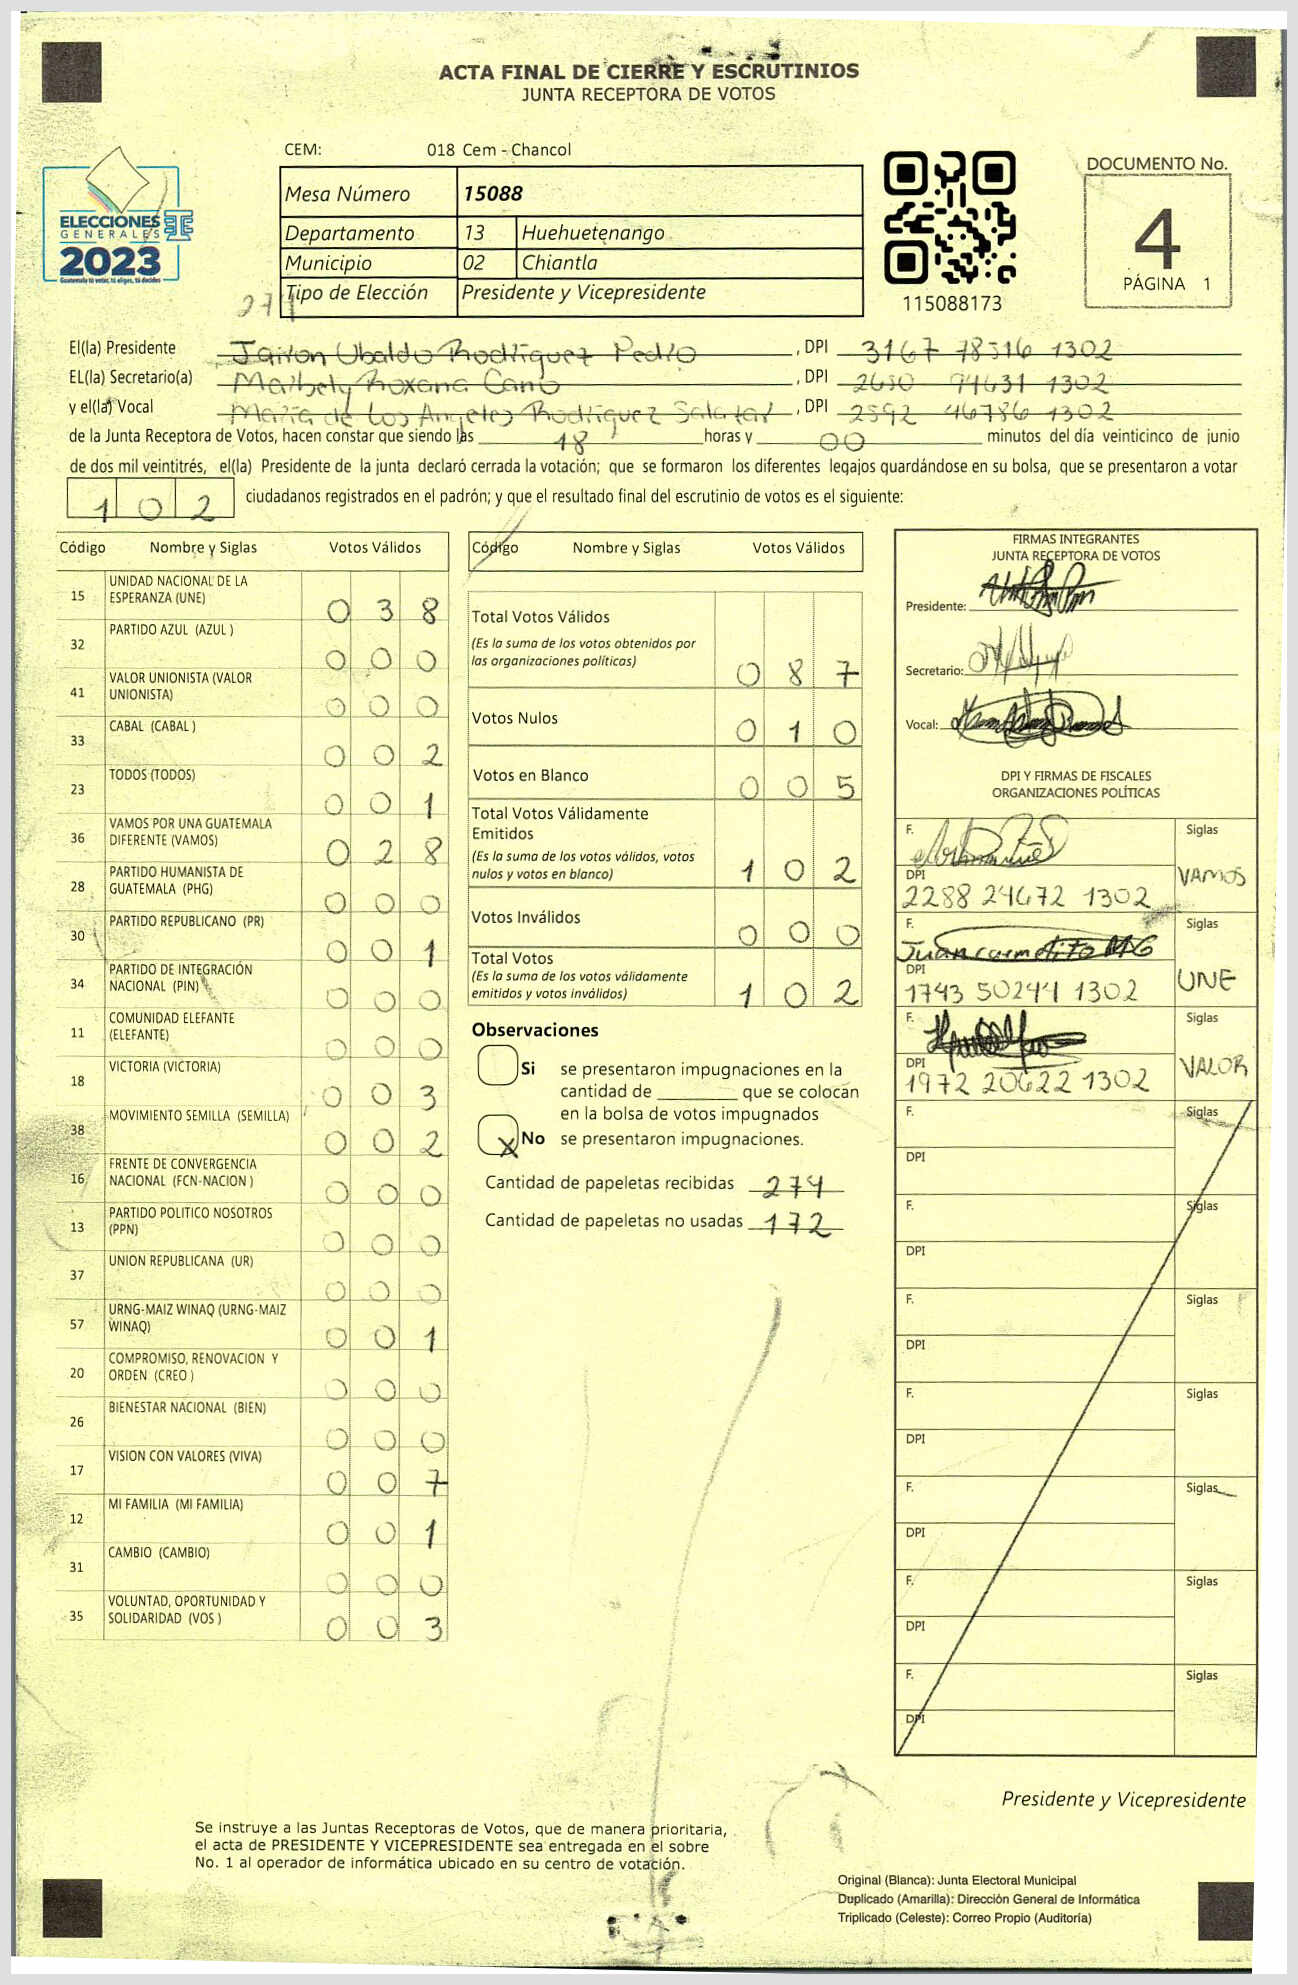 ACTA FINAL DE CIERRE Y ESCRUTINIOS
JUNTA RECEPTORA DE VOTOS
CEM: 018 Cem - Chancol
ELECCIONES
GENERALES
2023
Guatemala tú votas, tú eliges, tú decides
Mesa Número 15088
Departamento 13 Huehuetenango
Municipio 02 Chiantla
Tipo de Elección Presidente y Vicepresidente
115088173
DOCUMENTO No.
4
PÁGINA 1
El(la) Presidente Jairon Ubaldo Rodríguez Pedro, DPI 3167 78516 1302
EL(la) Secretario(a) Maibely Roxana Cano, DPI 2650 94631 1302
y el(la) Vocal María de Los Angeles Rodríguez Salazar, DPI 2592 46786 1302
de la Junta Receptora de Votos, hacen constar que siendo las 18 horas y 00 minutos del día veinticinco de junio
de dos mil veintitrés, el(la) Presidente de la junta declaró cerrada la votación; que se formaron los diferentes legajos guardándose en su bolsa, que se presentaron a votar
102 ciudadanos registrados en el padrón; y que el resultado final del escrutinio de votos es el siguiente:
Código Nombre y Siglas Votos Válidos
15 UNIDAD NACIONAL DE LA ESPERANZA (UNE) 0 3 8
32 PARTIDO AZUL (AZUL ) 0 0 0
41 VALOR UNIONISTA (VALOR UNIONISTA) 0 0 0
33 CABAL (CABAL ) 0 0 2
23 TODOS (TODOS) 0 0 1
36 VAMOS POR UNA GUATEMALA DIFERENTE (VAMOS) 0 2 8
28 PARTIDO HUMANISTA DE GUATEMALA (PHG) 0 0 0
30 PARTIDO REPUBLICANO (PR) 0 0 1
34 PARTIDO DE INTEGRACIÓN NACIONAL (PIN) 0 0 0
11 COMUNIDAD ELEFANTE (ELEFANTE) 0 0 0
18 VICTORIA (VICTORIA) 0 0 3
38 MOVIMIENTO SEMILLA (SEMILLA) 0 0 2
16 FRENTE DE CONVERGENCIA NACIONAL (FCN-NACION ) 0 0 0
13 PARTIDO POLITICO NOSOTROS (PPN) 0 0 0
37 UNION REPUBLICANA (UR) 0 0 0
57 URNG-MAIZ WINAQ (URNG-MAIZ WINAQ) 0 0 1
20 COMPROMISO, RENOVACION Y ORDEN (CREO ) 0 0 0
26 BIENESTAR NACIONAL (BIEN) 0 0 0
17 VISION CON VALORES (VIVA) 0 0 7
12 MI FAMILIA (MI FAMILIA) 0 0 1
31 CAMBIO (CAMBIO) 0 0 0
35 VOLUNTAD, OPORTUNIDAD Y SOLIDARIDAD (VOS ) 0 0 3
Código Nombre y Siglas Votos Válidos
Total Votos Válidos 0 8 7
(Es la suma de los votos obtenidos por
las organizaciones políticas)
Votos Nulos 0 1 0
Votos en Blanco 0 0 5
Total Votos Válidamente
Emitidos 1 0 2
(Es la suma de los votos válidos, votos
nulos y votos en blanco)
Votos Inválidos 0 0 0
Total Votos 1 0 2
(Es la suma de los votos válidamente
emitidos y votos inválidos)
Observaciones
Si se presentaron impugnaciones en la
cantidad de ________ que se colocan
en la bolsa de votos impugnados
X No se presentaron impugnaciones.
Cantidad de papeletas recibidas 274
Cantidad de papeletas no usadas 172
FIRMAS INTEGRANTES
JUNTA RECEPTORA DE VOTOS
Presidente:
Secretario:
Vocal:
DPI Y FIRMAS DE FISCALES
ORGANIZACIONES POLÍTICAS
F. Siglas
DPI VAMOS
2288 24672 1302
F. Siglas
DPI UNE
1743 50244 1302
F. Siglas
DPI VALOR
1972 20622 1302
F. Siglas
DPI
F. Siglas
DPI
F. Siglas
DPI
F. Siglas
DPI
F. Siglas
DPI
F. Siglas
DPI
F. Siglas
DPI
Presidente y Vicepresidente
Se instruye a las Juntas Receptoras de Votos, que de manera prioritaria,
el acta de PRESIDENTE Y VICEPRESIDENTE sea entregada en el sobre
No. 1 al operador de informática ubicado en su centro de votación.
Original (Blanca): Junta Electoral Municipal
Duplicado (Amarilla): Dirección General de Informática
Triplicado (Celeste): Correo Propio (Auditoría)